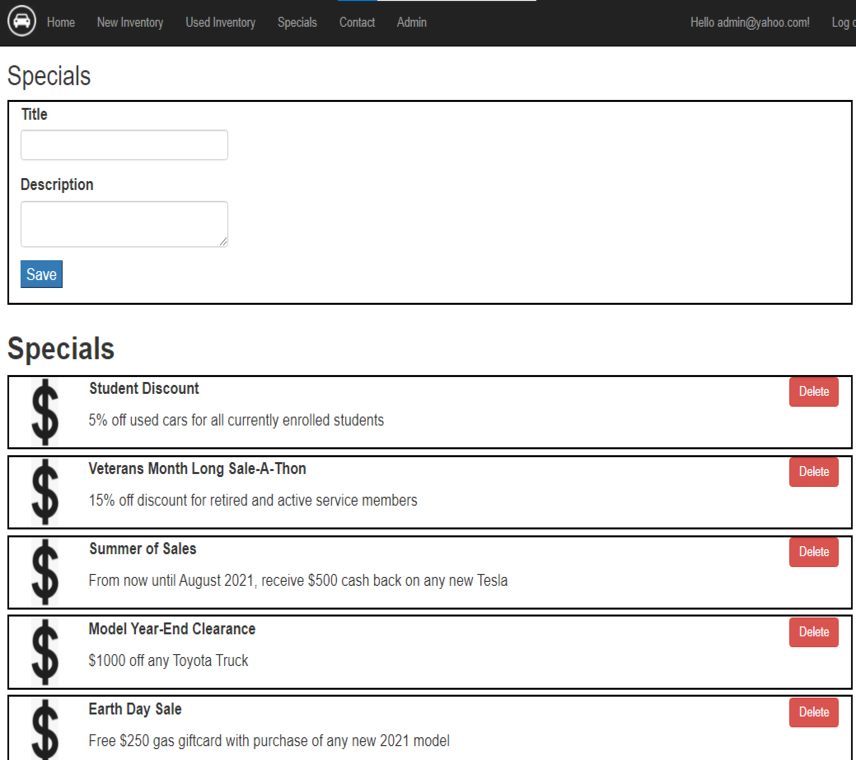 Home New Inventory Used Inventory Specials Contact Admin Hello admin@yahoo.com! Log
Specials
Title
Description
Save
Specials
$ Student Discount Delete
5% off used cars for all currently enrolled students
$ Veterans Month Long Sale-A-Thon Delete
15% off discount for retired and active service members
$ Summer of Sales Delete
From now until August 2021, receive $500 cash back on any new Tesla
$ Model Year-End Clearance Delete
$1000 off any Toyota Truck
$ Earth Day Sale Delete
Free $250 gas giftcard with purchase of any new 2021 model